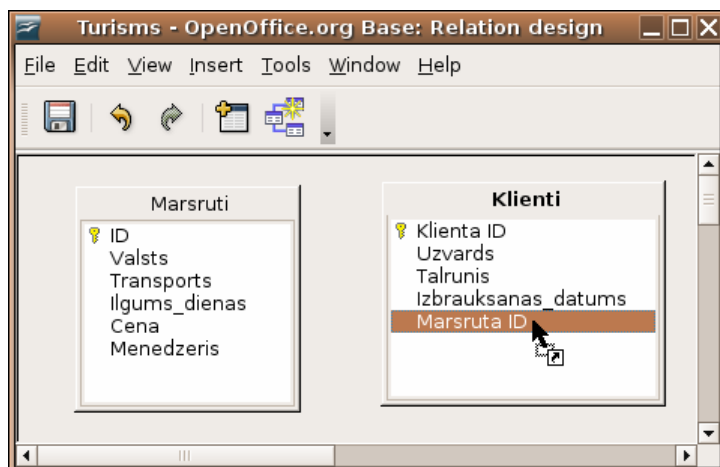 Turisms - OpenOffice.org Base: Relation design
File Edit View Insert Tools Window Help
Marsruti
ID
Valsts
Transports
Ilgums_dienas
Cena
Menedzeris
Klienti
Klienta ID
Uzvards
Talrunis
Izbrauksanas_datums
Marsruta ID